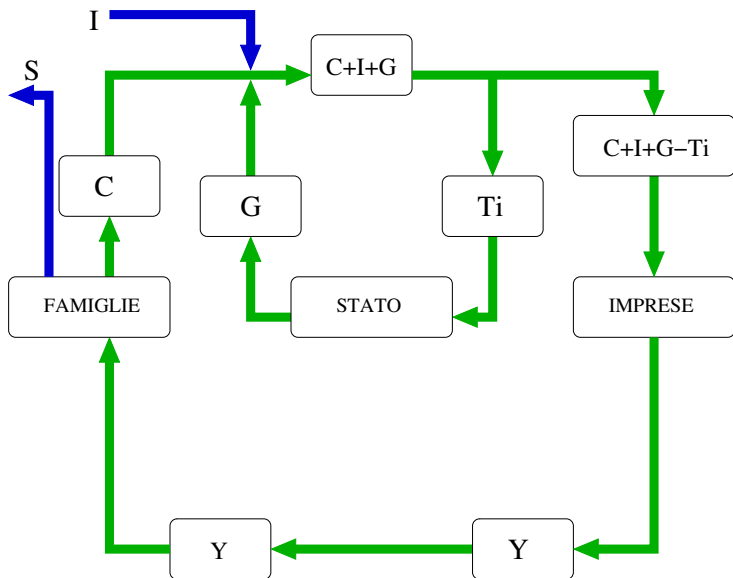 I
C+I+G
S
C+I+G−Ti
C
G
Ti
FAMIGLIE
STATO
IMPRESE
Y
Y